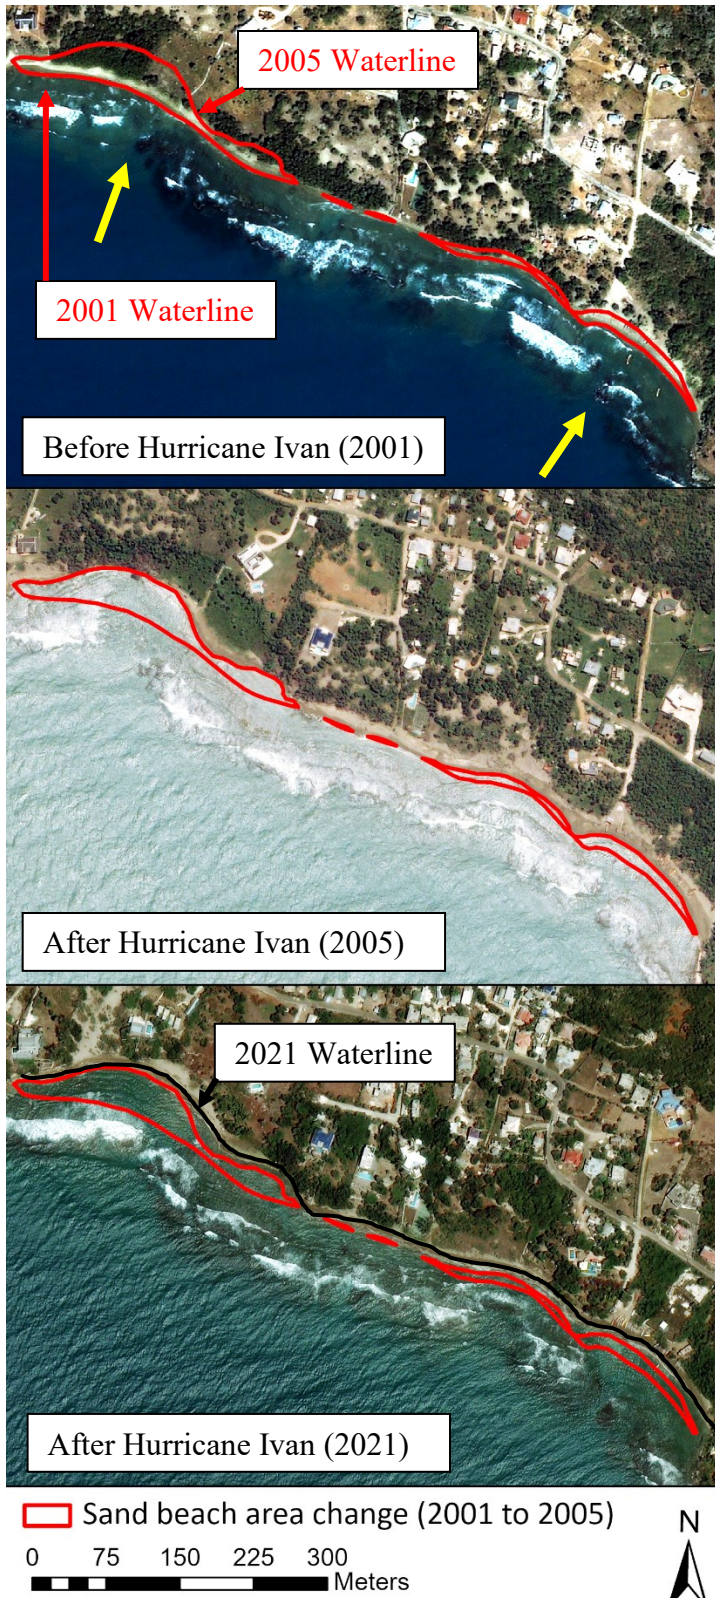 2005 Waterline
2001 Waterline
Before Hurricane Ivan (2001)
After Hurricane Ivan (2005)
2021 Waterline
After Hurricane Ivan (2021)
Sand beach area change (2001 to 2005)
0 75 150 225 300
Meters
N